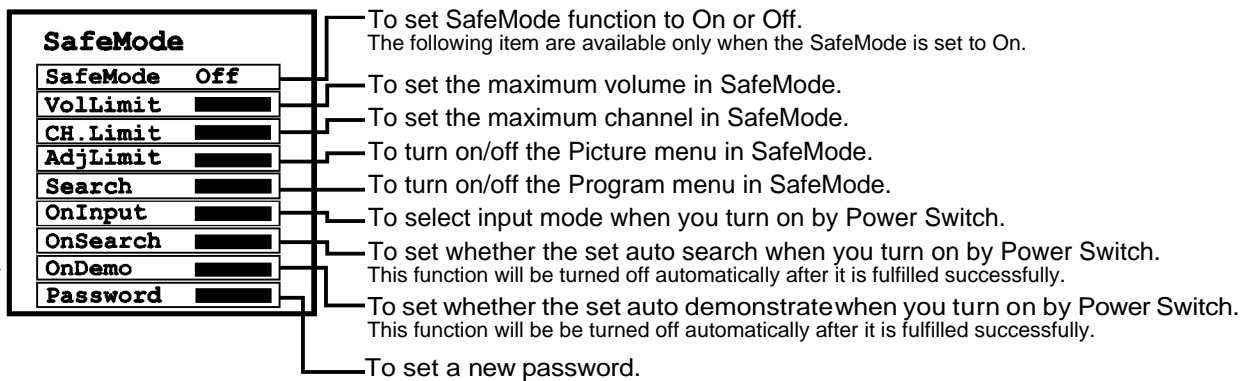 SafeMode
SafeMode Off
VolLimit
CH.Limit
AdjLimit
Search
OnInput
OnSearch
OnDemo
Password
To set SafeMode function to On or Off.
The following item are available only when the SafeMode is set to On.
To set the maximum volume in SafeMode.
To set the maximum channel in SafeMode.
To turn on/off the Picture menu in SafeMode.
To turn on/off the Program menu in SafeMode.
To select input mode when you turn on by Power Switch.
To set whether the set auto search when you turn on by Power Switch.
This function will be turned off automatically after it is fulfilled successfully.
To set whether the set auto demonstratewhen you turn on by Power Switch.
This function will be be turned off automatically after it is fulfilled successfully.
To set a new password.